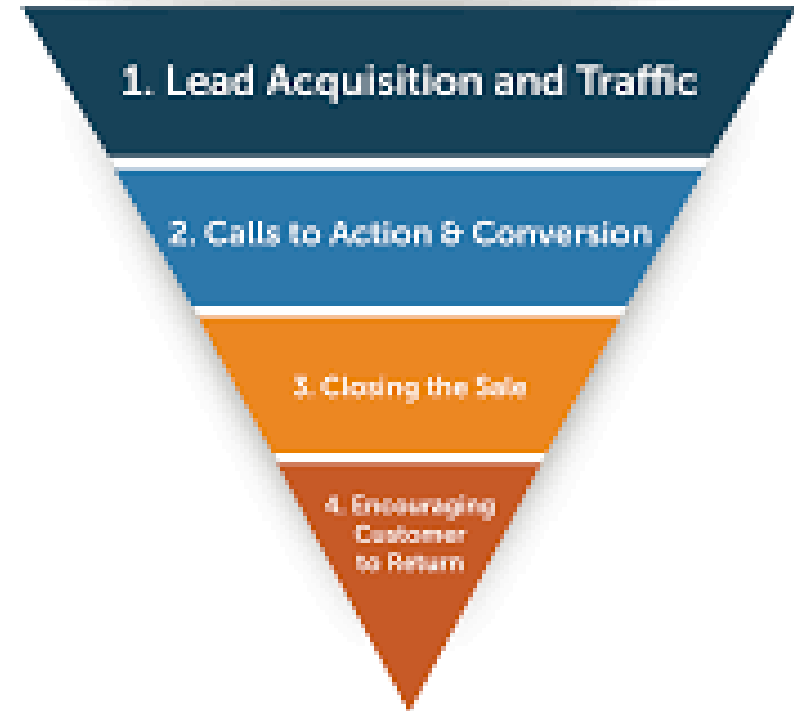 1. Lead Acquisition and Traffic
2. Calls to Action & Conversion
3. Closing the Sale
4. Encouraging
Customer
to Return